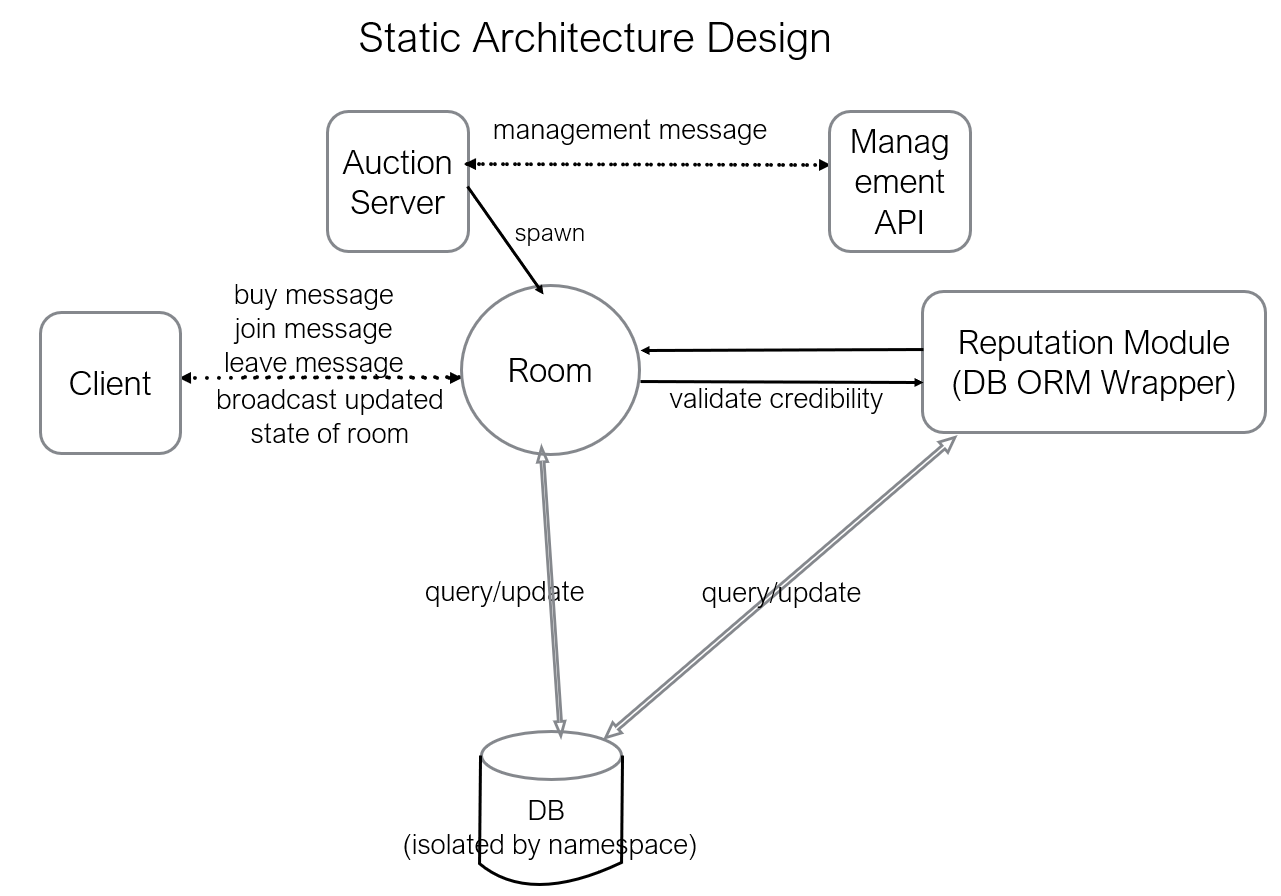 Static Architecture Design
management message
Auction
Server
Manag
ement
API
spawn
buy message
join message
leave message
Client
Room
broadcast updated
state of room
Reputation Module
(DB ORM Wrapper)
validate credibility
query/update
query/update
DB
(isolated by namespace)